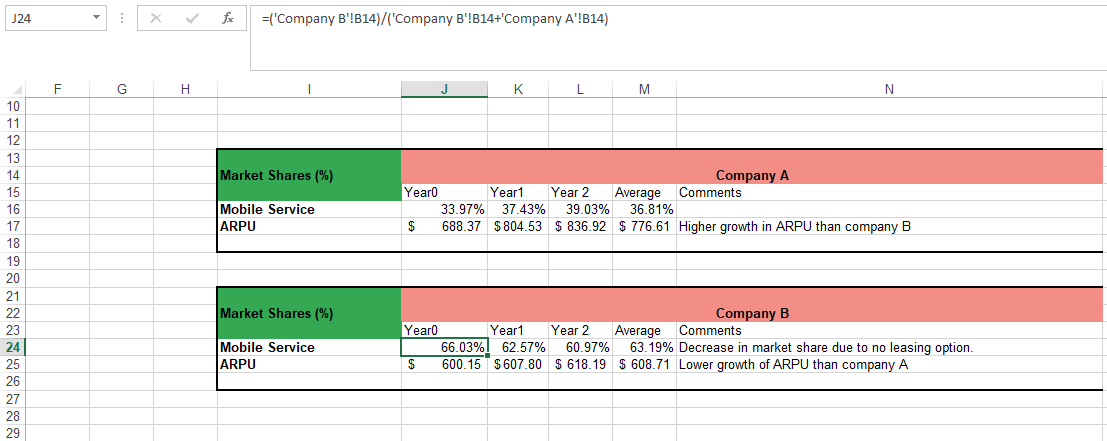 J24 fx =('Company B'!B14)/('Company B'!B14+'Company A'!B14)
F G H I J K L M N
10
11
12
13
14 Market Shares (%) Company A
15 Year0 Year1 Year 2 Average Comments
16 Mobile Service 33.97% 37.43% 39.03% 36.81%
17 ARPU $ 688.37 $ 804.53 $ 836.92 $ 776.61 Higher growth in ARPU than company B
18
19
20
21
22 Market Shares (%) Company B
23 Year0 Year1 Year 2 Average Comments
24 Mobile Service 66.03% 62.57% 60.97% 63.19% Decrease in market share due to no leasing option.
25 ARPU $ 600.15 $ 607.80 $ 618.19 $ 608.71 Lower growth of ARPU than company A
26
27
28
29